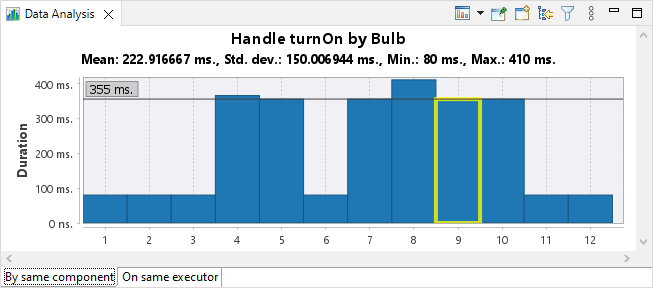 Data Analysis
Handle turnOn by Bulb
Mean: 222.916667 ms., Std. dev.: 150.006944 ms., Min.: 80 ms., Max.: 410 ms.
400 ms.
355 ms.
300 ms.
200 ms.
100 ms.
0 ns.
Duration
1 2 3 4 5 6 7 8 9 10 11 12
By same component On same executor